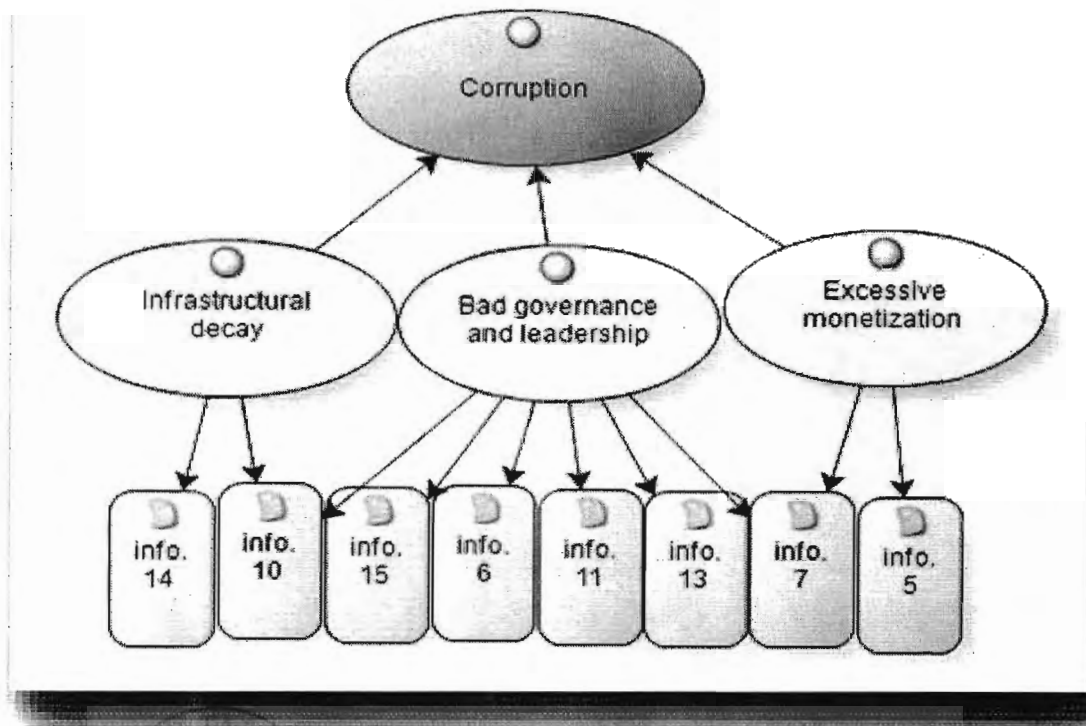 Corruption
Infrastructural
decay
Bad governance
and leadership
Excessive
monetization
info.
14
info.
10
info.
15
info.
6
info.
11
info.
13
info.
7
info.
5